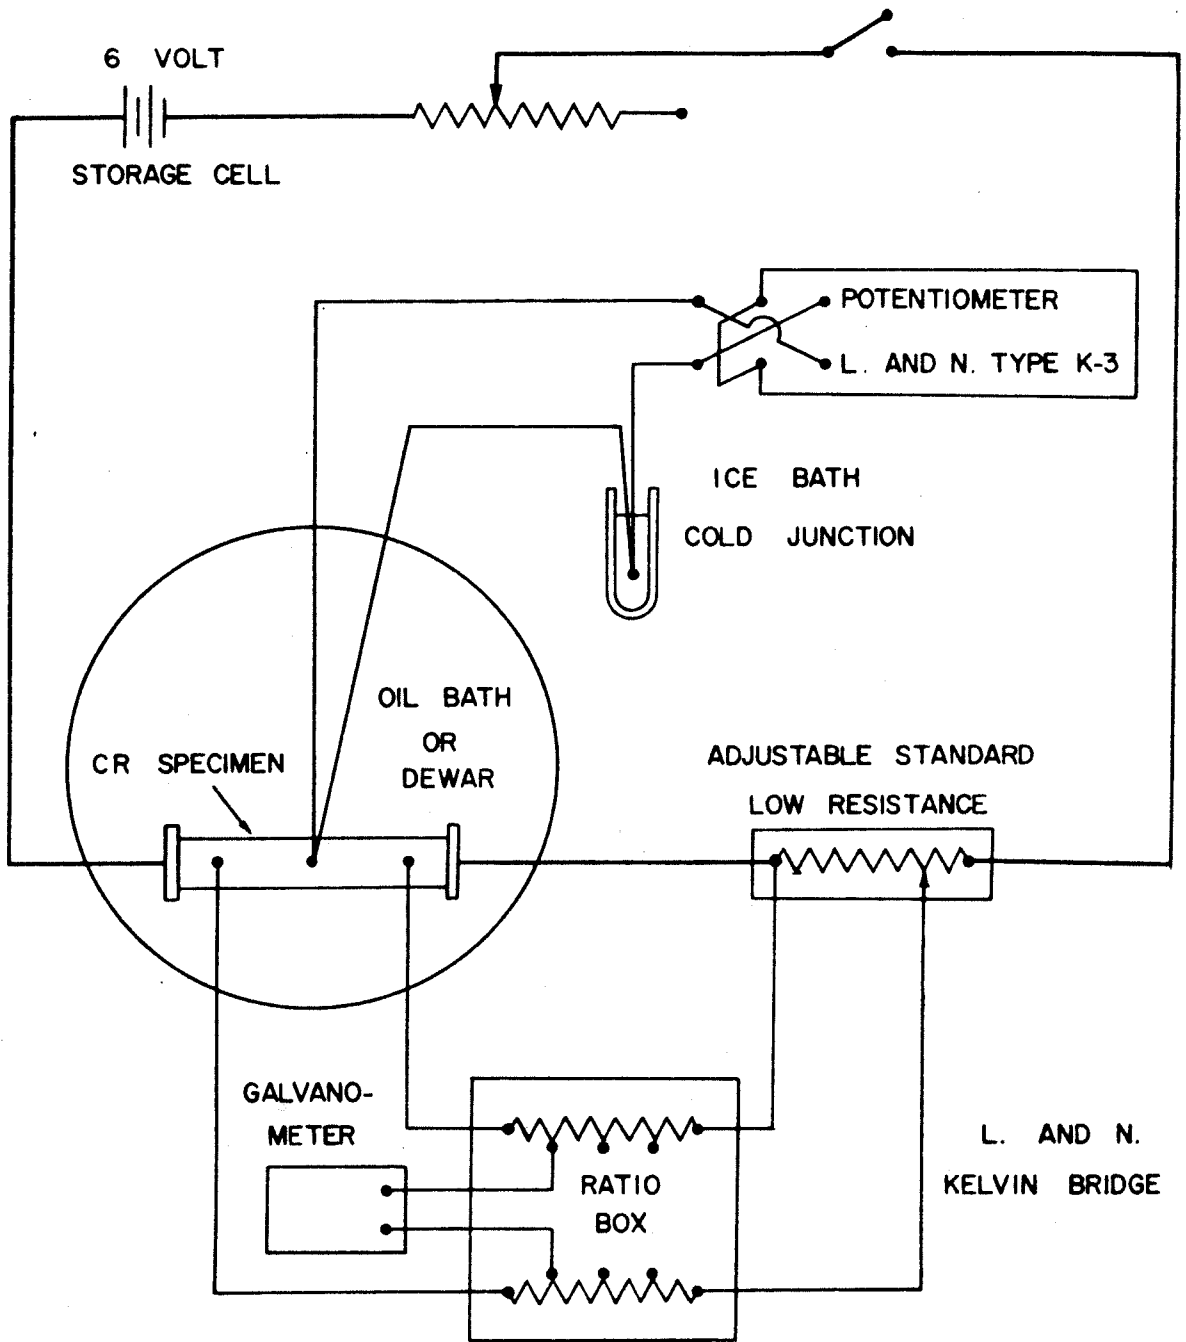 6 VOLT
STORAGE CELL
POTENTIOMETER
L. AND N. TYPE K-3
ICE BATH
COLD JUNCTION
OIL BATH
OR
DEWAR
CR SPECIMEN
ADJUSTABLE STANDARD
LOW RESISTANCE
GALVANO-
METER
RATIO
BOX
L. AND N.
KELVIN BRIDGE